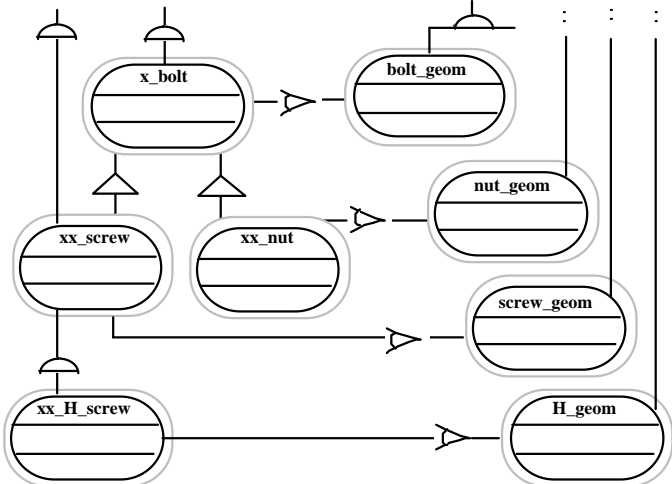 x_bolt
bolt_geom
nut_geom
xx_screw
xx_nut
screw_geom
xx_H_screw
H_geom